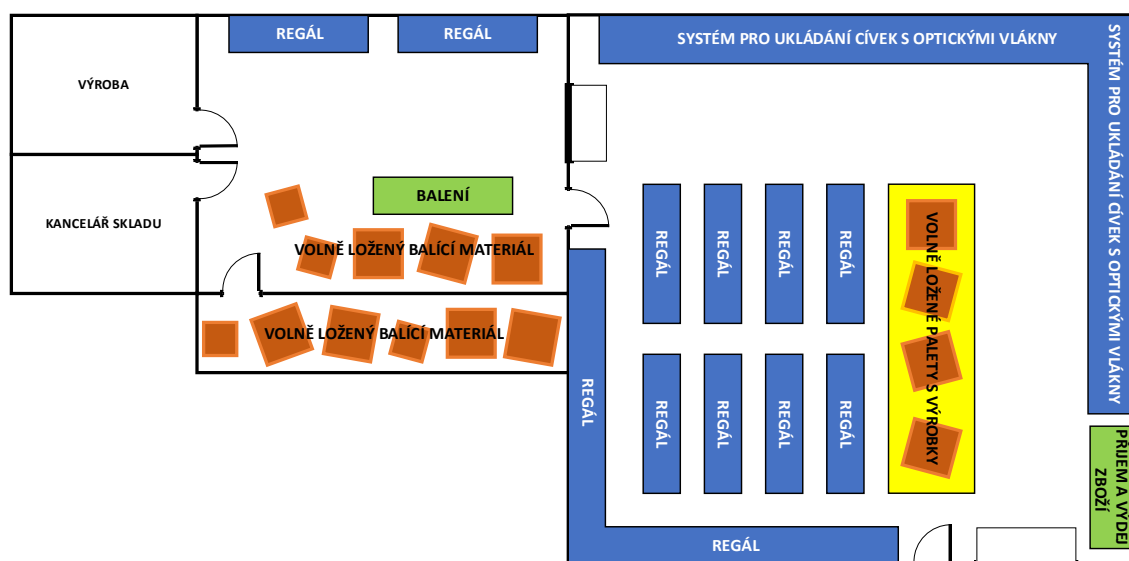 REGÁL
REGÁL
SYSTÉM PRO UKLÁDÁNÍ CÍVEK S OPTICKÝMI VLÁKNY
SYSTÉM PRO UKLÁDÁNÍ CÍVEK S OPTICKÝMI VLÁKNY
VÝROBA
BALENÍ
KANCELÁŘ SKLADU
VOLNĚ LOŽENÝ BALÍCÍ MATERIÁL
VOLNĚ LOŽENÝ BALÍCÍ MATERIÁL
REGÁL
REGÁL
REGÁL
REGÁL
VOLNĚ LOŽENÉ PALETY S VÝROBKY
REGÁL
REGÁL
REGÁL
REGÁL
REGÁL
PŘÍJEM A VÝDEJ
ZBOŽÍ
REGÁL